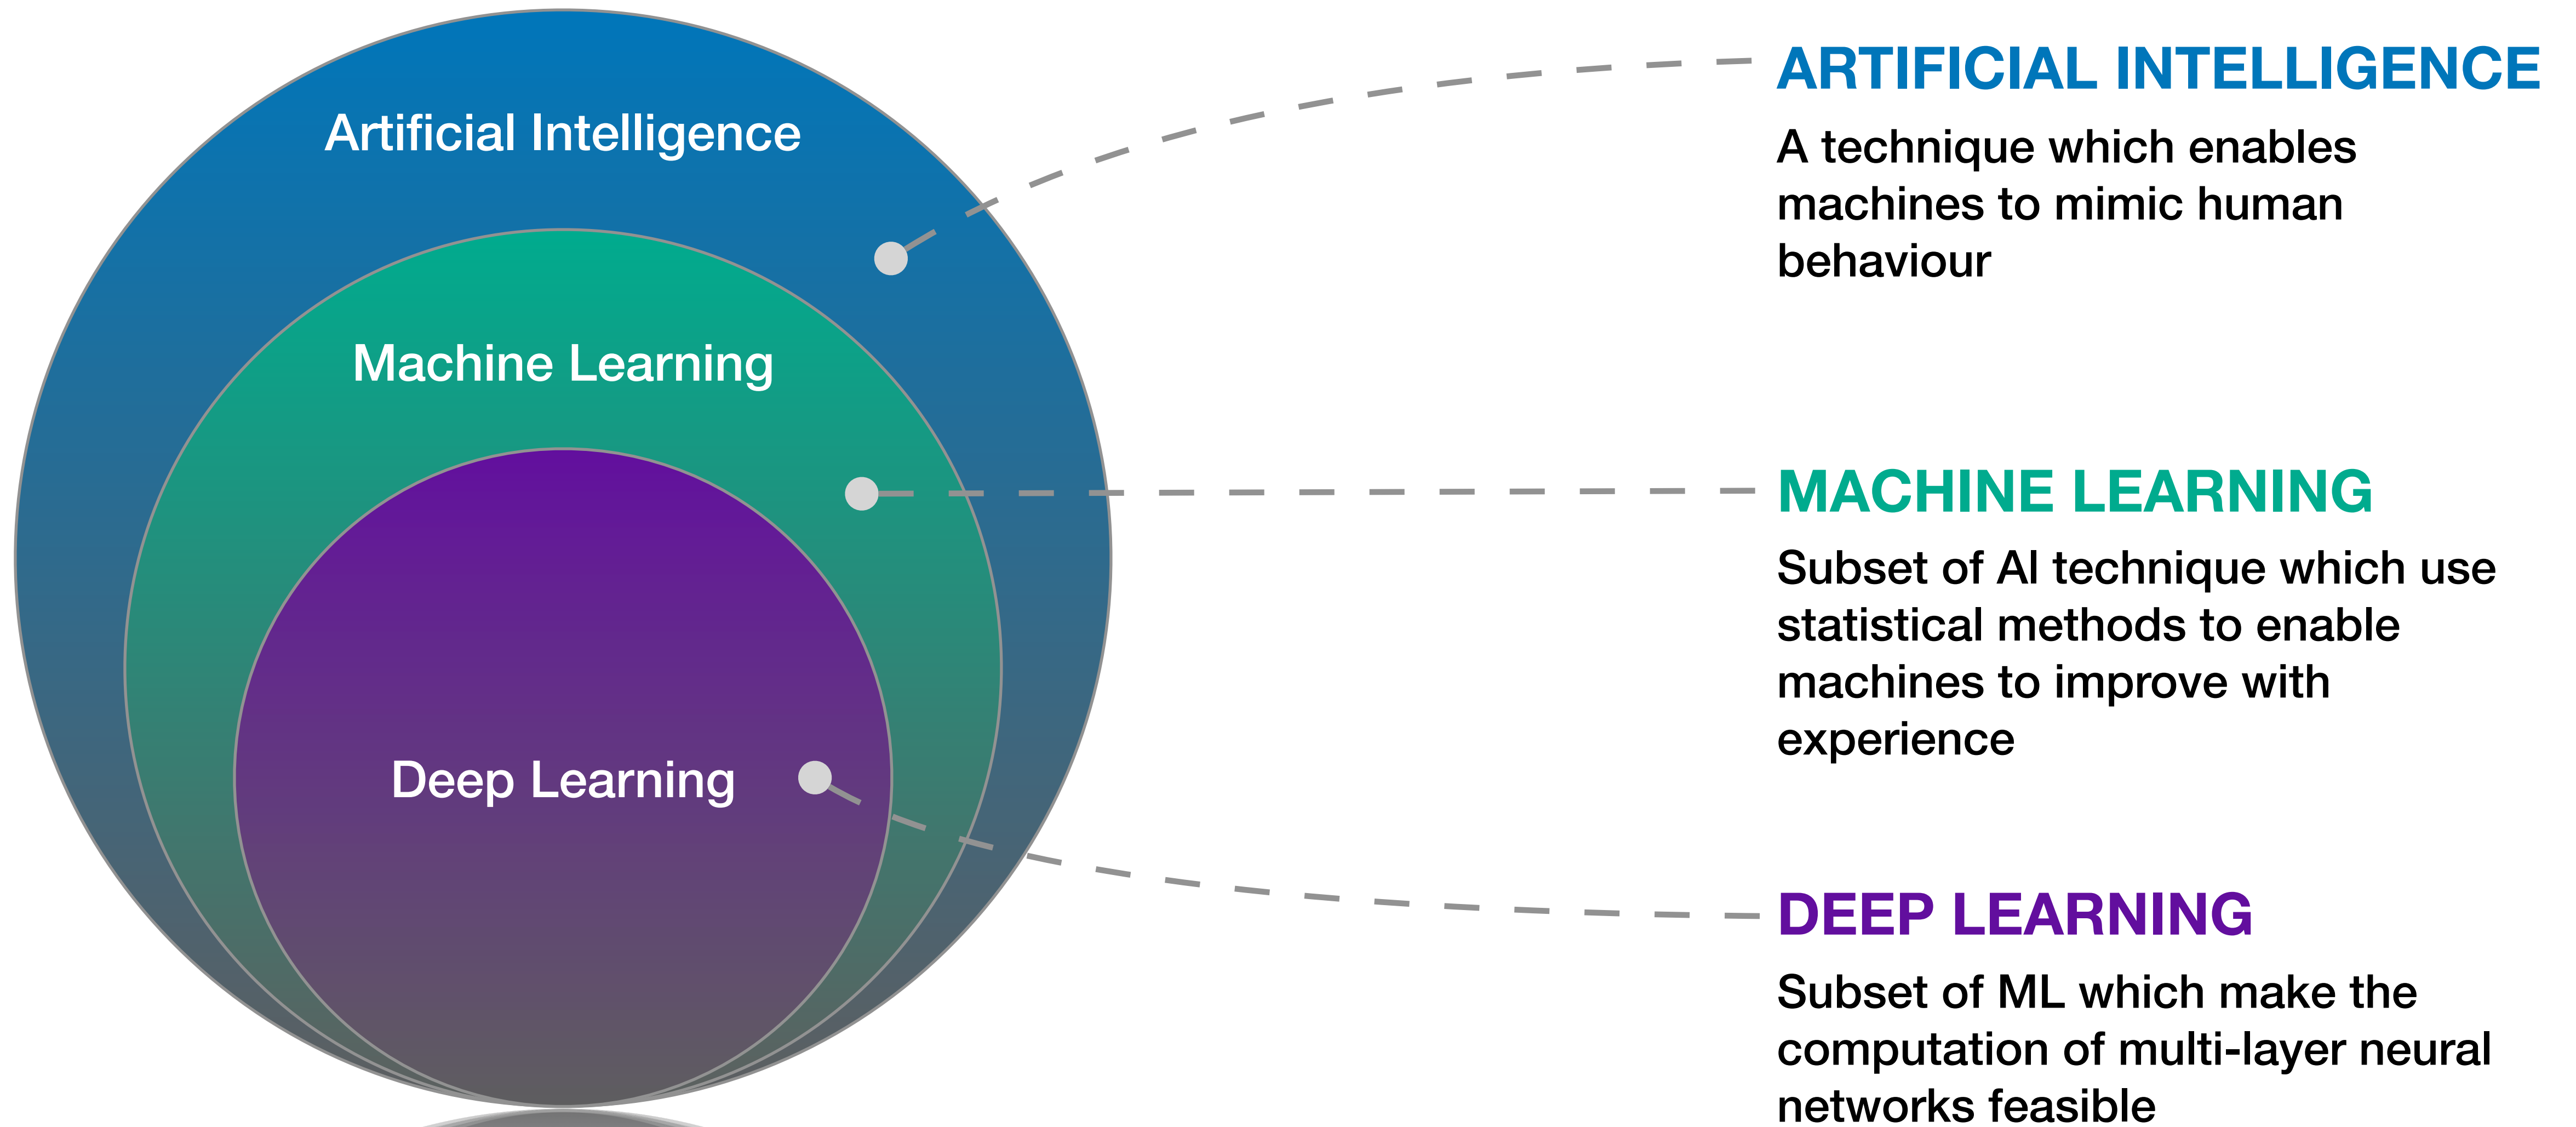 Artificial Intelligence
Machine Learning
Deep Learning
ARTIFICIAL INTELLIGENCE
A technique which enables
machines to mimic human
behaviour
MACHINE LEARNING
Subset of AI technique which use
statistical methods to enable
machines to improve with
experience
DEEP LEARNING
Subset of ML which make the
computation of multi-layer neural
networks feasible